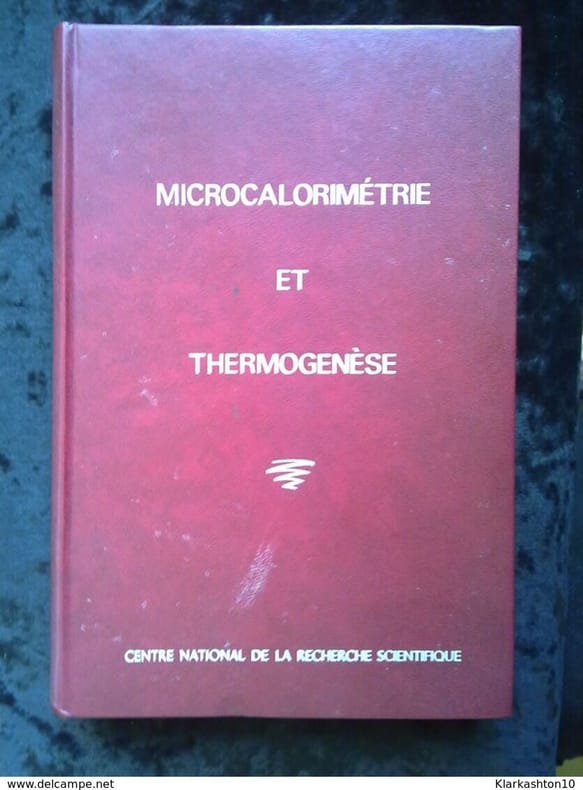 MICROCALORIMÉTRIE
ET
THERMOGENÈSE
CENTRE NATIONAL DE LA RECHERCHE SCIENTIFIQUE
www.delcampe.net
Klarkashton10